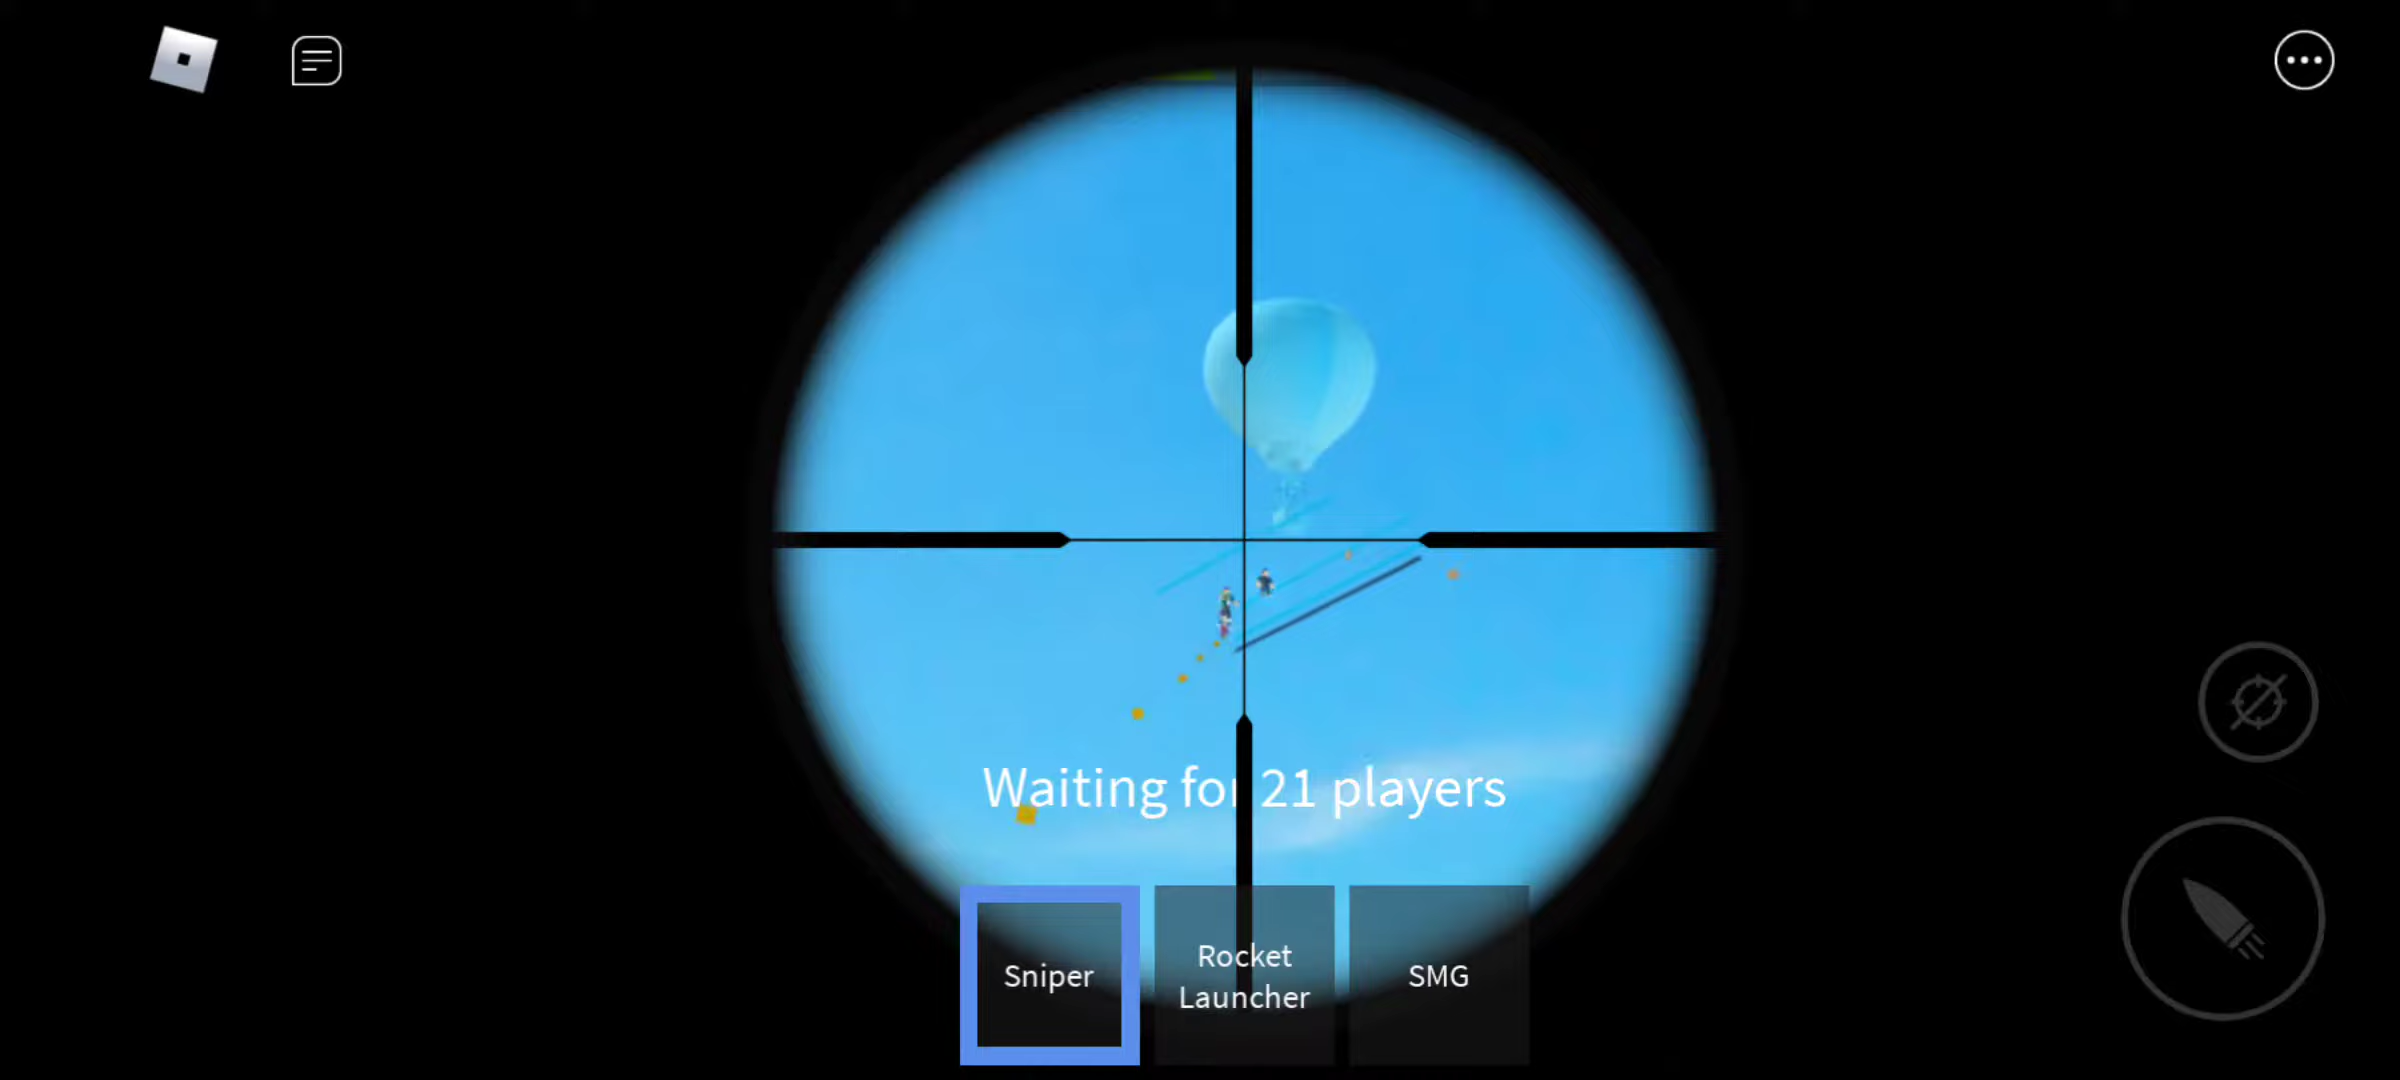 Waiting for 21 players
Sniper
Rocket
Launcher
SMG